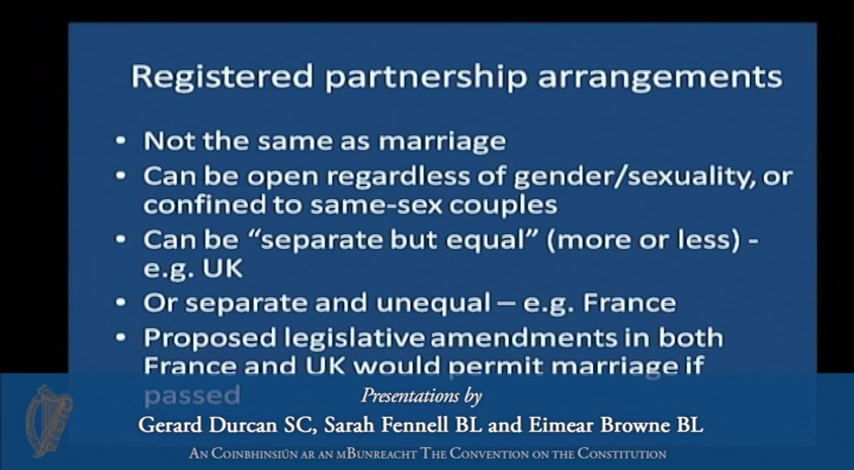 Registered partnership arrangements
• Not the same as marriage
• Can be open regardless of gender/sexuality, or
confined to same-sex couples
• Can be “separate but equal” (more or less) -
e.g. UK
• Or separate and unequal – e.g. France
• Proposed legislative amendments in both
France and UK would permit marriage if
passed
Presentations by
Gerard Durcan SC, Sarah Fennell BL and Eimear Browne BL
An Coinbhinsiún ar an mBunreacht The Convention on the Constitution